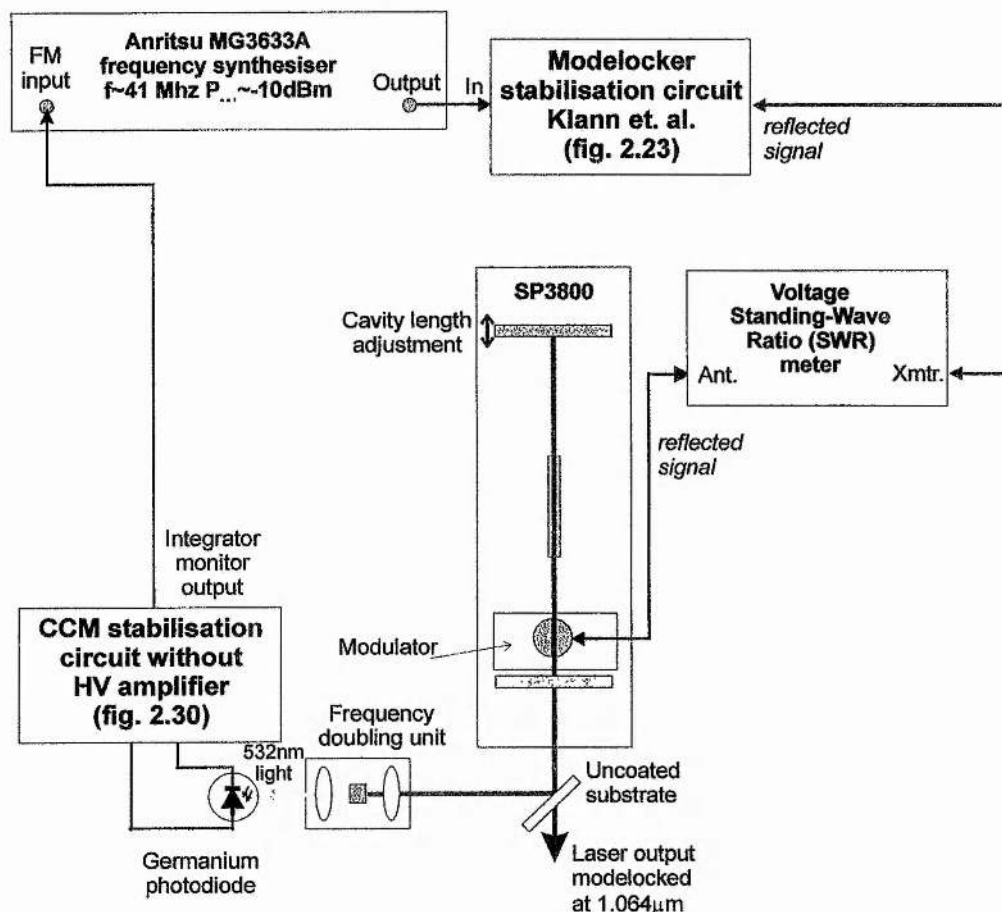 Anritsu MG3633A
frequency synthesiser
f~41 Mhz P... ~-10dBm
FM
input
Output
In
Modelocker
stabilisation circuit
Klann et. al.
(fig. 2.23)
reflected
signal
SP3800
Cavity length
adjustment
Voltage
Standing-Wave
Ratio (SWR)
meter
Ant.
Xmtr.
reflected
signal
Integrator
monitor
output
CCM stabilisation
circuit without
HV amplifier
(fig. 2.30)
Modulator
Frequency
doubling unit
532nm
light
Uncoated
substrate
Germanium
photodiode
Laser output
modelocked
at 1.064μm